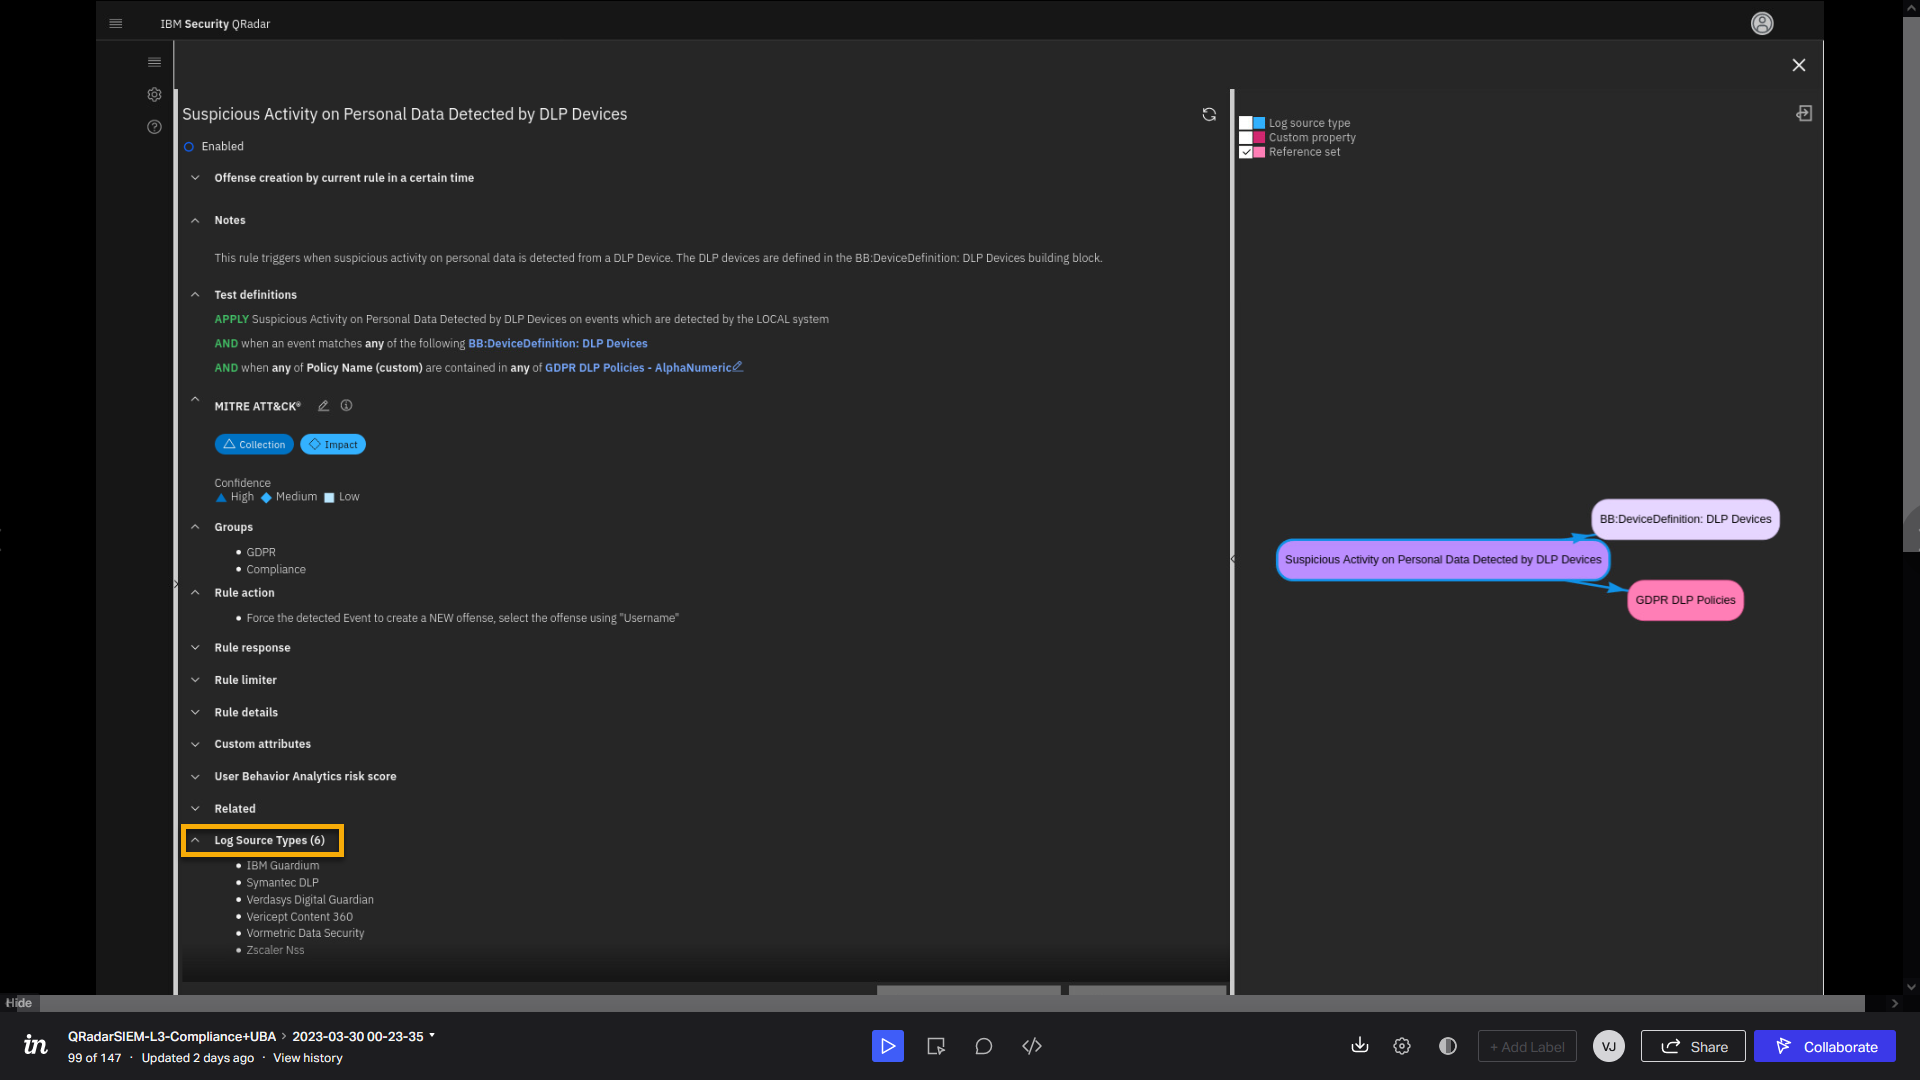 IBM Security QRadar
Suspicious Activity on Personal Data Detected by DLP Devices
Enabled
Offense creation by current rule in a certain time
Notes
This rule triggers when suspicious activity on personal data is detected from a DLP Device. The DLP devices are defined in the BB:DeviceDefinition: DLP Devices building block.
Test definitions
APPLY Suspicious Activity on Personal Data Detected by DLP Devices on events which are detected by the LOCAL system
AND when an event matches any of the following BB:DeviceDefinition: DLP Devices
AND when any of Policy Name (custom) are contained in any of GDPR DLP Policies - AlphaNumeric
MITRE ATT&CK®
Collection Impact
Confidence
High Medium Low
Groups
GDPR
Compliance
Rule action
Force the detected Event to create a NEW offense, select the offense using "Username"
Rule response
Rule limiter
Rule details
Custom attributes
User Behavior Analytics risk score
Related
Log Source Types (6)
IBM Guardium
Symantec DLP
Verdasys Digital Guardian
Vericept Content 360
Vormetric Data Security
Zscaler Nss
Log source type
Custom property
Reference set
BB:DeviceDefinition: DLP Devices
Suspicious Activity on Personal Data Detected by DLP Devices
GDPR DLP Policies
Hide
in
QRadarSIEM-L3-Compliance+UBA > 2023-03-30 00-23-35
99 of 147 · Updated 2 days ago · View history
+ Add Label
VJ
Share
Collaborate